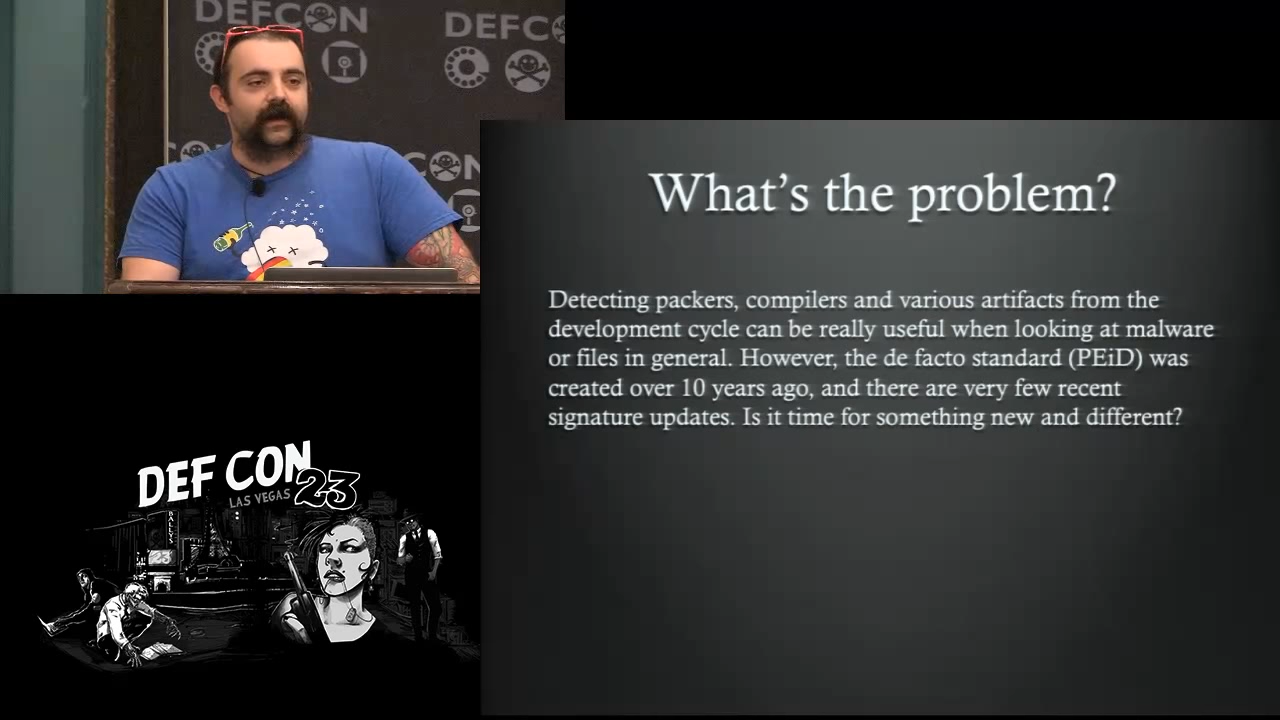 DEFCON
DEFC
CON
DEFCON
What's the problem?
Detecting packers, compilers and various artifacts from the
development cycle can be really useful when looking at malware
or files in general. However, the de facto standard (PEiD) was
created over 10 years ago, and there are very few recent
signature updates. Is it time for something new and different?
DEF CON
23
LAS VEGAS
BALLY'S